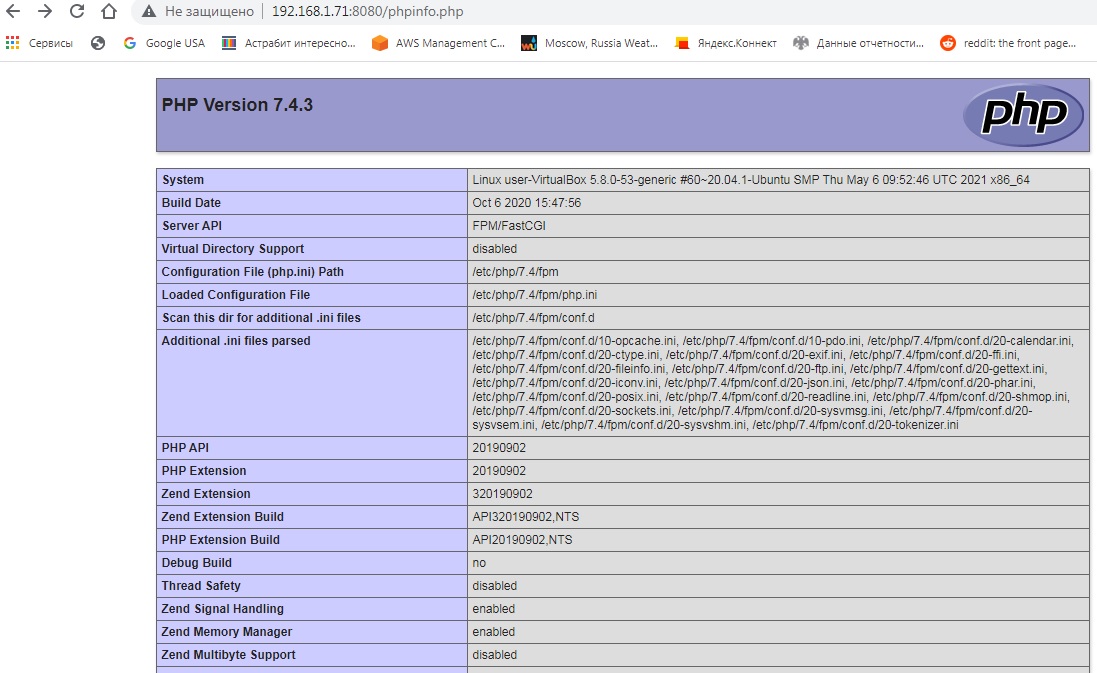 Не защищено 192.168.1.71:8080/phpinfo.php
Сервисы Google USA Астрабит интересно... AWS Management C... Moscow, Russia Weat... Яндекс.Коннект Данные отчетности... reddit: the front page...
PHP Version 7.4.3
php
System Linux user-VirtualBox 5.8.0-53-generic #60~20.04.1-Ubuntu SMP Thu May 6 09:52:46 UTC 2021 x86_64
Build Date Oct 6 2020 15:47:56
Server API FPM/FastCGI
Virtual Directory Support disabled
Configuration File (php.ini) Path /etc/php/7.4/fpm
Loaded Configuration File /etc/php/7.4/fpm/php.ini
Scan this dir for additional .ini files /etc/php/7.4/fpm/conf.d
Additional .ini files parsed /etc/php/7.4/fpm/conf.d/10-opcache.ini, /etc/php/7.4/fpm/conf.d/10-pdo.ini, /etc/php/7.4/fpm/conf.d/20-calendar.ini,
/etc/php/7.4/fpm/conf.d/20-ctype.ini, /etc/php/7.4/fpm/conf.d/20-exif.ini, /etc/php/7.4/fpm/conf.d/20-ffi.ini,
/etc/php/7.4/fpm/conf.d/20-fileinfo.ini, /etc/php/7.4/fpm/conf.d/20-ftp.ini, /etc/php/7.4/fpm/conf.d/20-gettext.ini,
/etc/php/7.4/fpm/conf.d/20-iconv.ini, /etc/php/7.4/fpm/conf.d/20-json.ini, /etc/php/7.4/fpm/conf.d/20-phar.ini,
/etc/php/7.4/fpm/conf.d/20-posix.ini, /etc/php/7.4/fpm/conf.d/20-readline.ini, /etc/php/7.4/fpm/conf.d/20-shmop.ini,
/etc/php/7.4/fpm/conf.d/20-sockets.ini, /etc/php/7.4/fpm/conf.d/20-sysvmsg.ini, /etc/php/7.4/fpm/conf.d/20-
sysvsem.ini, /etc/php/7.4/fpm/conf.d/20-sysvshm.ini, /etc/php/7.4/fpm/conf.d/20-tokenizer.ini
PHP API 20190902
PHP Extension 20190902
Zend Extension 320190902
Zend Extension Build API320190902,NTS
PHP Extension Build API20190902,NTS
Debug Build no
Thread Safety disabled
Zend Signal Handling enabled
Zend Memory Manager enabled
Zend Multibyte Support disabled